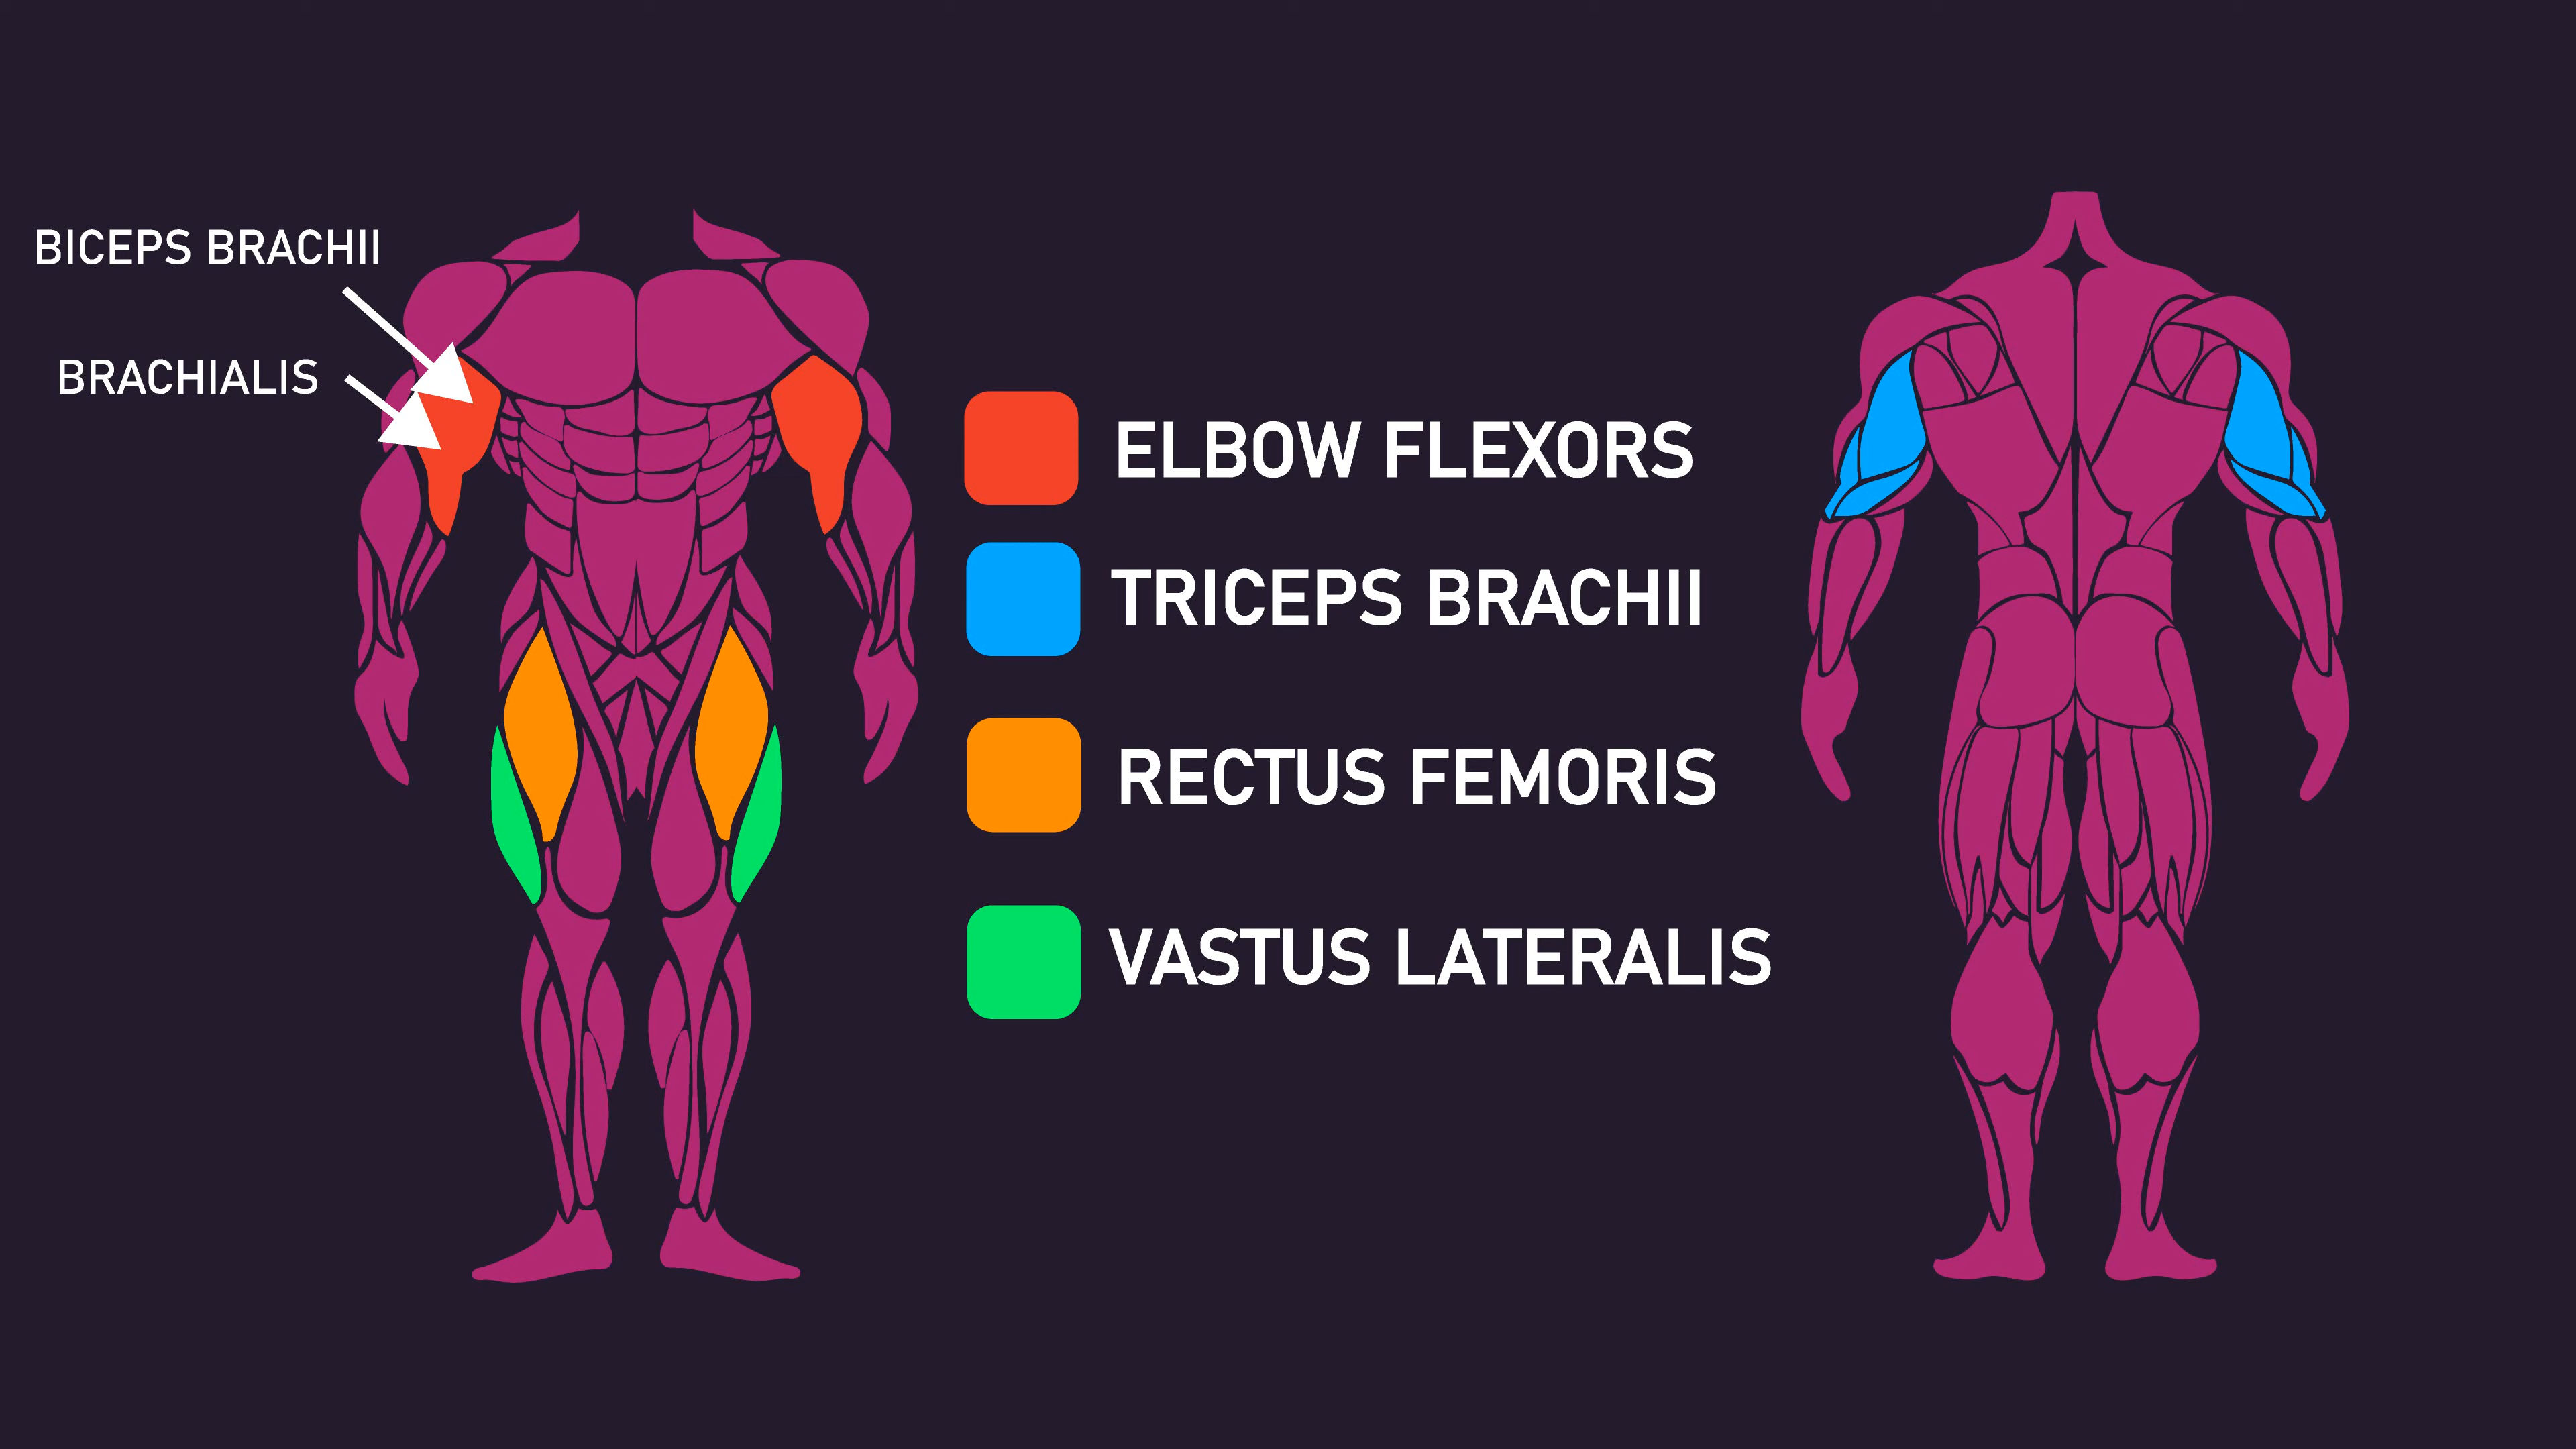 BICEPS BRACHII
BRACHIALIS
ELBOW FLEXORS
TRICEPS BRACHII
RECTUS FEMORIS
VASTUS LATERALIS